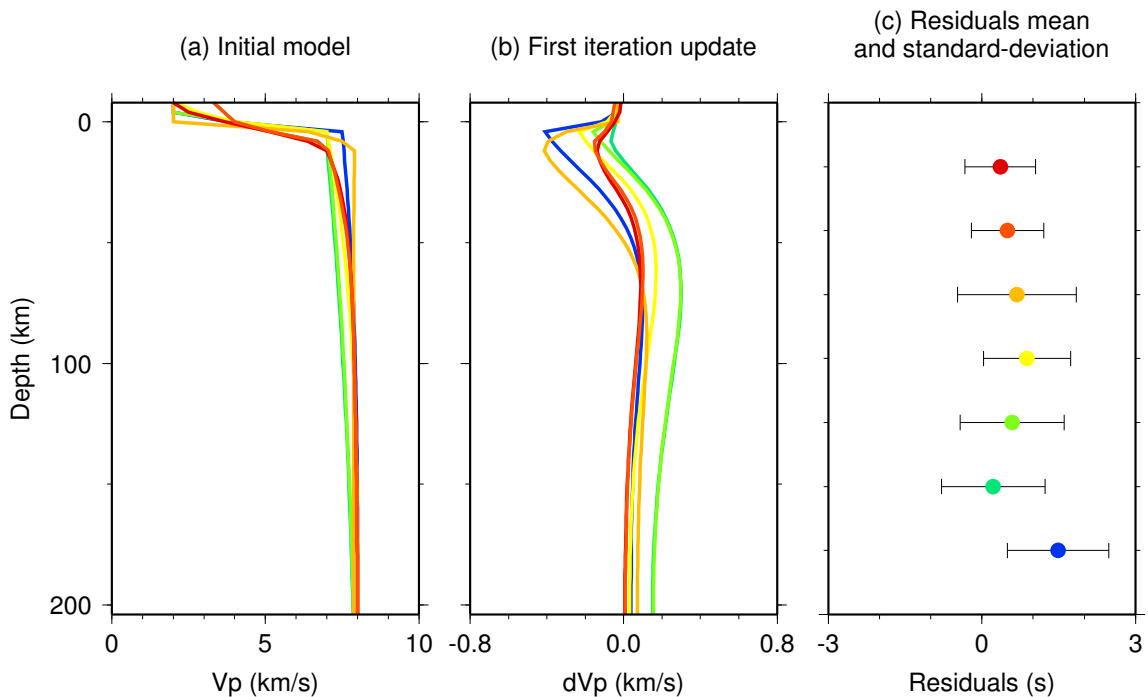 (a) Initial model
(b) First iteration update
(c) Residuals mean
and standard-deviation
Depth (km)
0
100
200
0
5
10
Vp (km/s)
-0.8
0.0
0.8
dVp (km/s)
-3
0
3
Residuals (s)